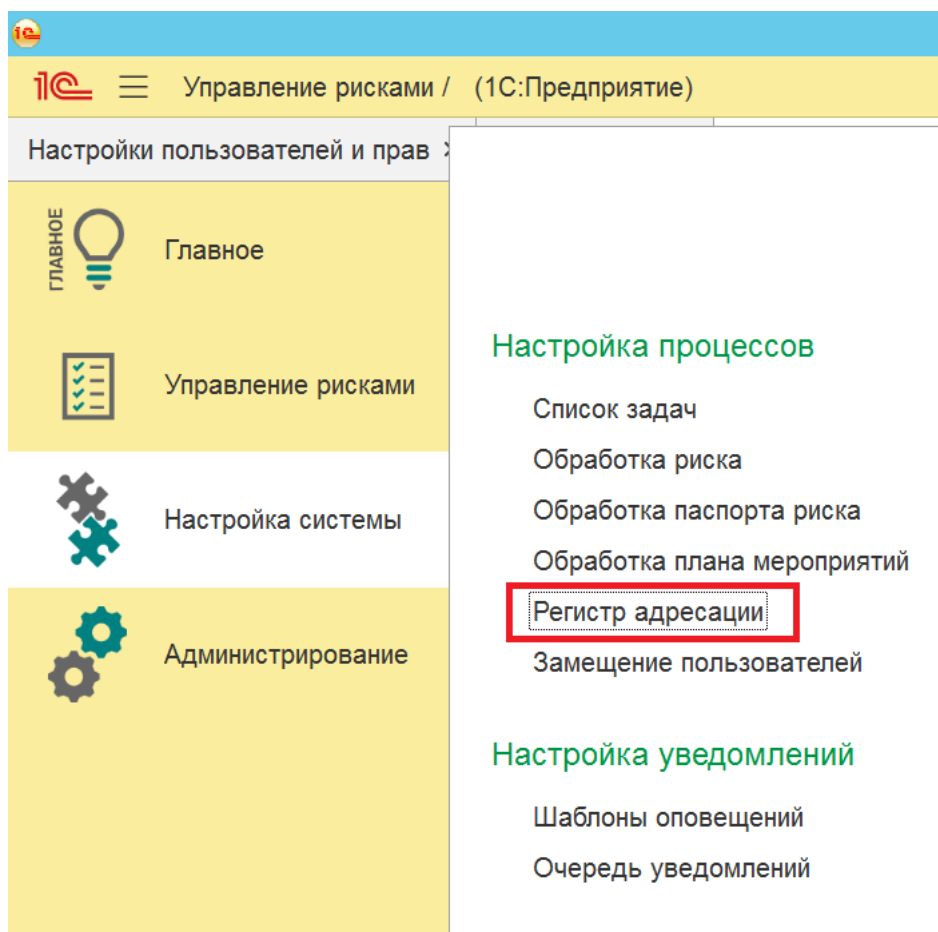 1С
1С Управление рисками / (1С:Предприятие)
Настройки пользователей и прав
ГЛАВНОЕ
Главное
Управление рисками
Настройка системы
Администрирование
Настройка процессов
Список задач
Обработка риска
Обработка паспорта риска
Обработка плана мероприятий
Регистр адресации
Замещение пользователей
Настройка уведомлений
Шаблоны оповещений
Очередь уведомлений